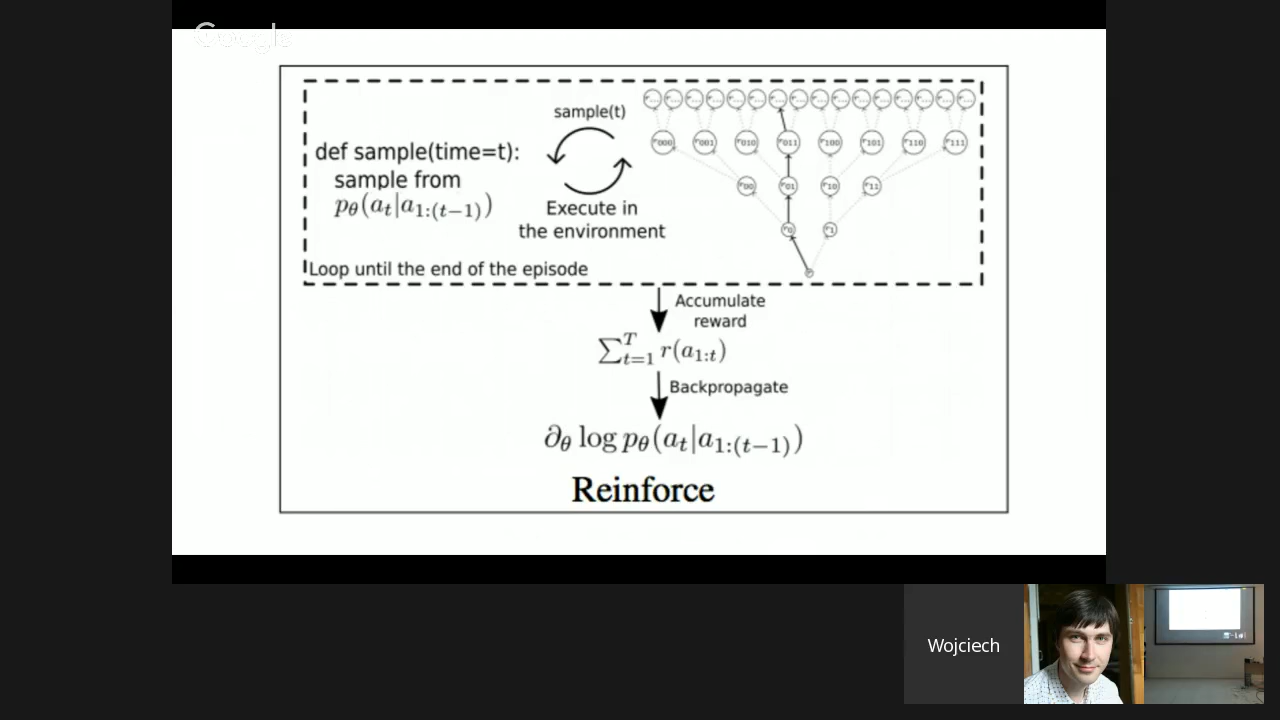 Google
sample(t)
def sample(time=t):
sample from
pθ(at|a1:(t−1))
Execute in
the environment
Loop until the end of the episode
r... r... r... r... r... r... r... r... r... r... r... r... r... r... r... r...
r000 r001 r010 r011 r100 r101 r110 r111
r00 r01 r10 r11
r0 r1
Accumulate
reward
∑t=1T r(a1:t)
Backpropagate
∂θ log pθ(at|a1:(t−1))
Reinforce
Wojciech